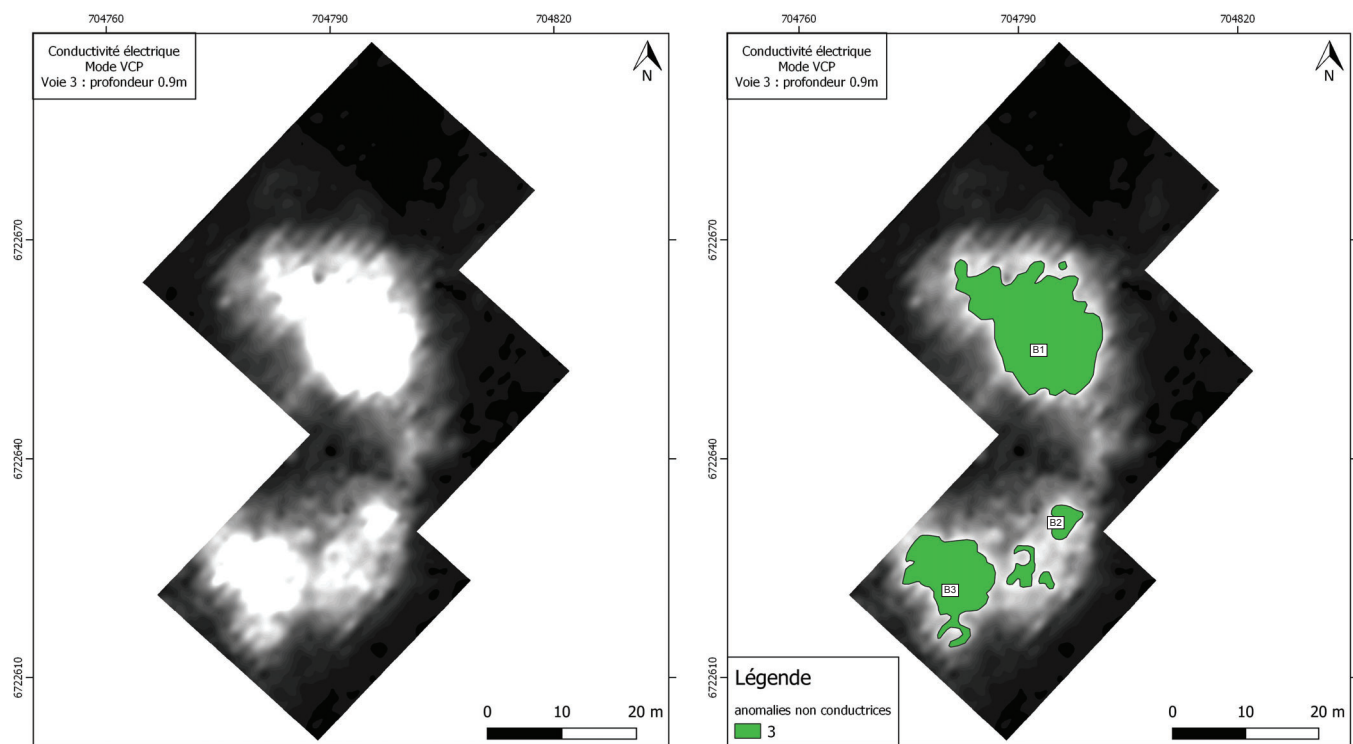 704760
704790
704820
Conductivité électrique
Mode VCP
Voie 3 : profondeur 0.9m
N
6722670
6722640
6722610
0 10 20 m
704760
704790
704820
Conductivité électrique
Mode VCP
Voie 3 : profondeur 0.9m
N
6722670
6722640
6722610
B1
B2
B3
Légende
anomalies non conductrices
3
0 10 20 m